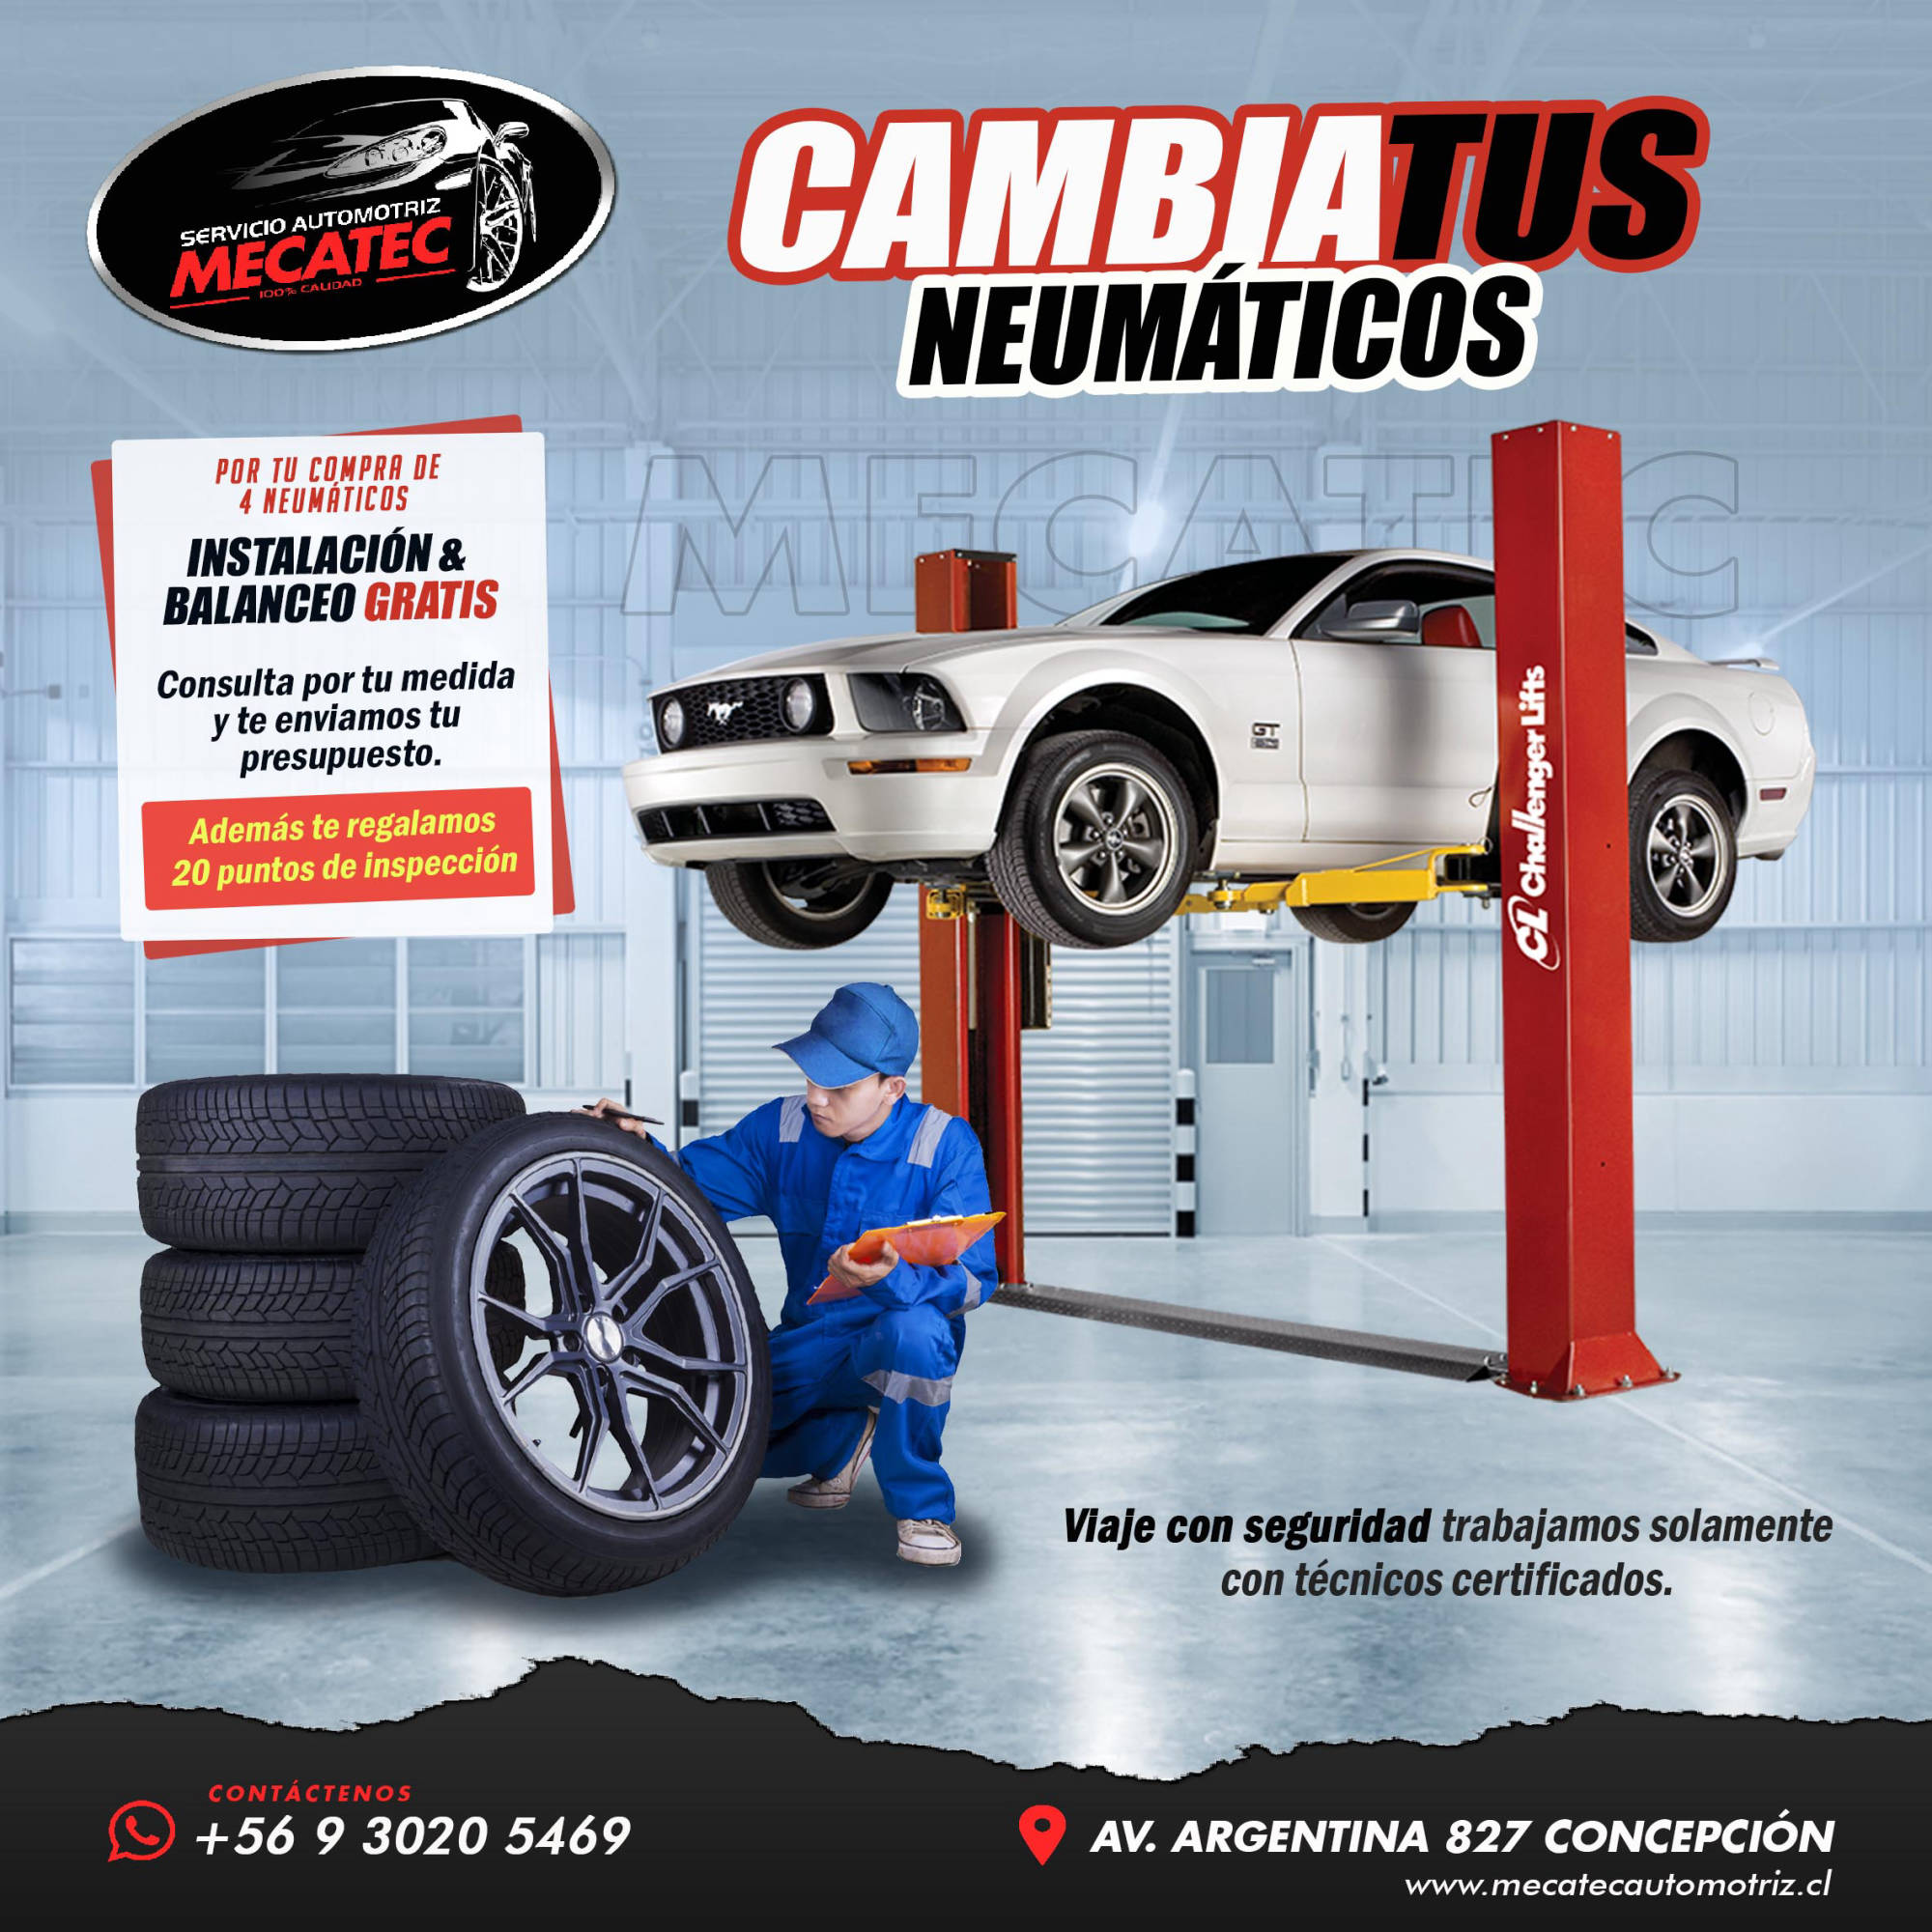 SERVICIO AUTOMOTRIZ
MECATEC
100% CALIDAD
CAMBIA TUS
NEUMÁTICOS
POR TU COMPRA DE
4 NEUMÁTICOS
INSTALACIÓN &
BALANCEO GRATIS
Consulta por tu medida
y te enviamos tu
presupuesto.
Además te regalamos
20 puntos de inspección
MECATEC
GT
CL Challenger Lifts
Viaje con seguridad trabajamos solamente
con técnicos certificados.
CONTÁCTENOS
+56 9 3020 5469
AV. ARGENTINA 827 CONCEPCIÓN
www.mecatecautomotriz.cl